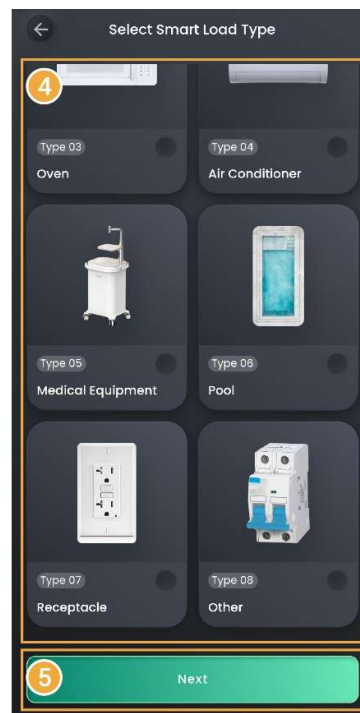 Select Smart Load Type
4
Type 03
Type 04
Oven
Air Conditioner
Type 05
Type 06
Medical Equipment
Pool
Type 07
Type 08
Receptacle
Other
5
Next